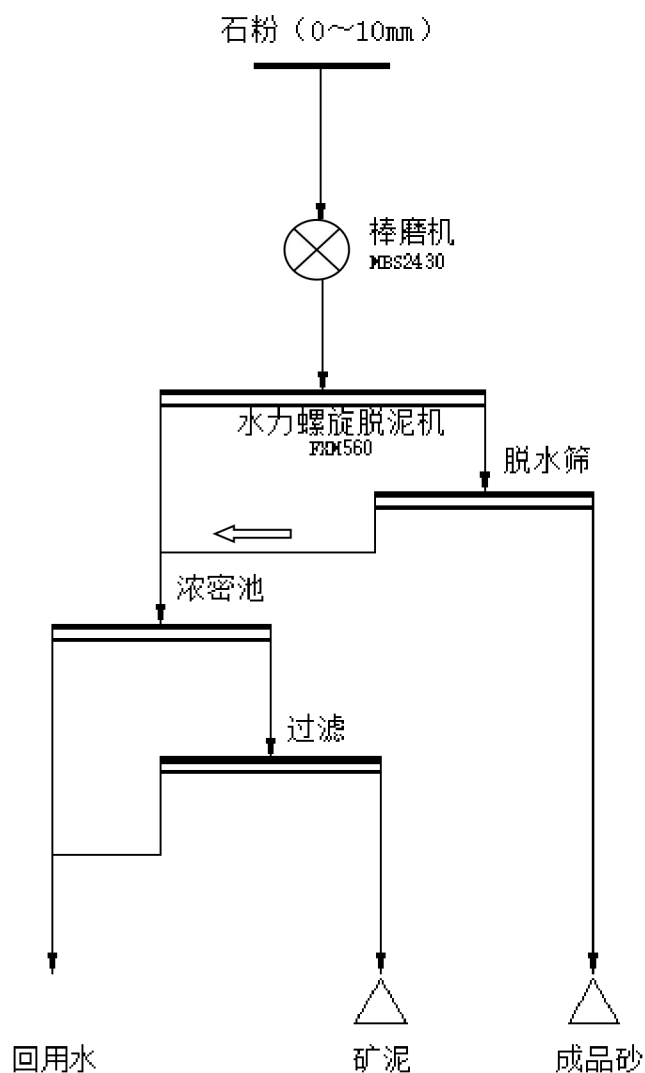 石粉（0～10mm）
棒磨机
MBS2430
水力螺旋脱泥机
FXM560
脱水筛
浓密池
过滤
回用水
矿泥
成品砂